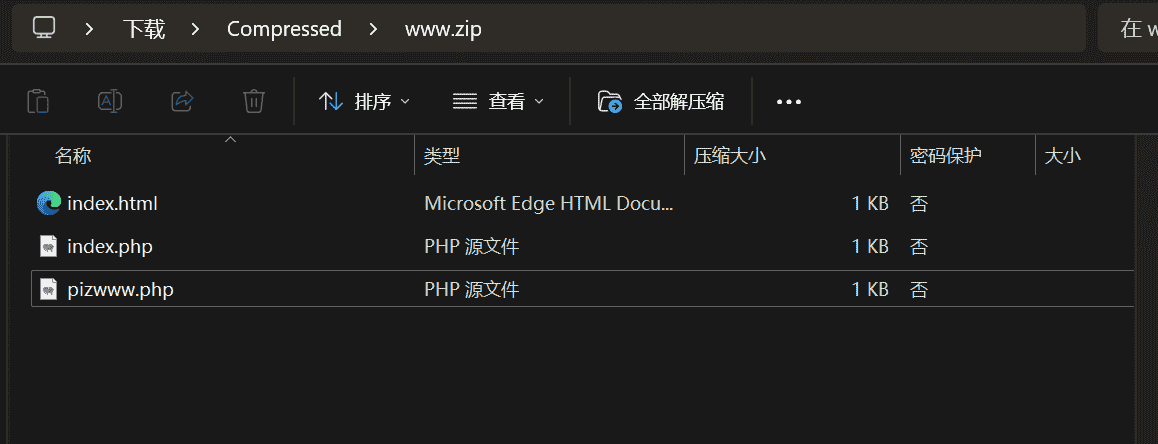 下载 Compressed www.zip 在 w
排序 查看 全部解压缩
名称 类型 压缩大小 密码保护 大小
index.html Microsoft Edge HTML Docu... 1 KB 否
index.php PHP 源文件 1 KB 否
pizwww.php PHP 源文件 1 KB 否